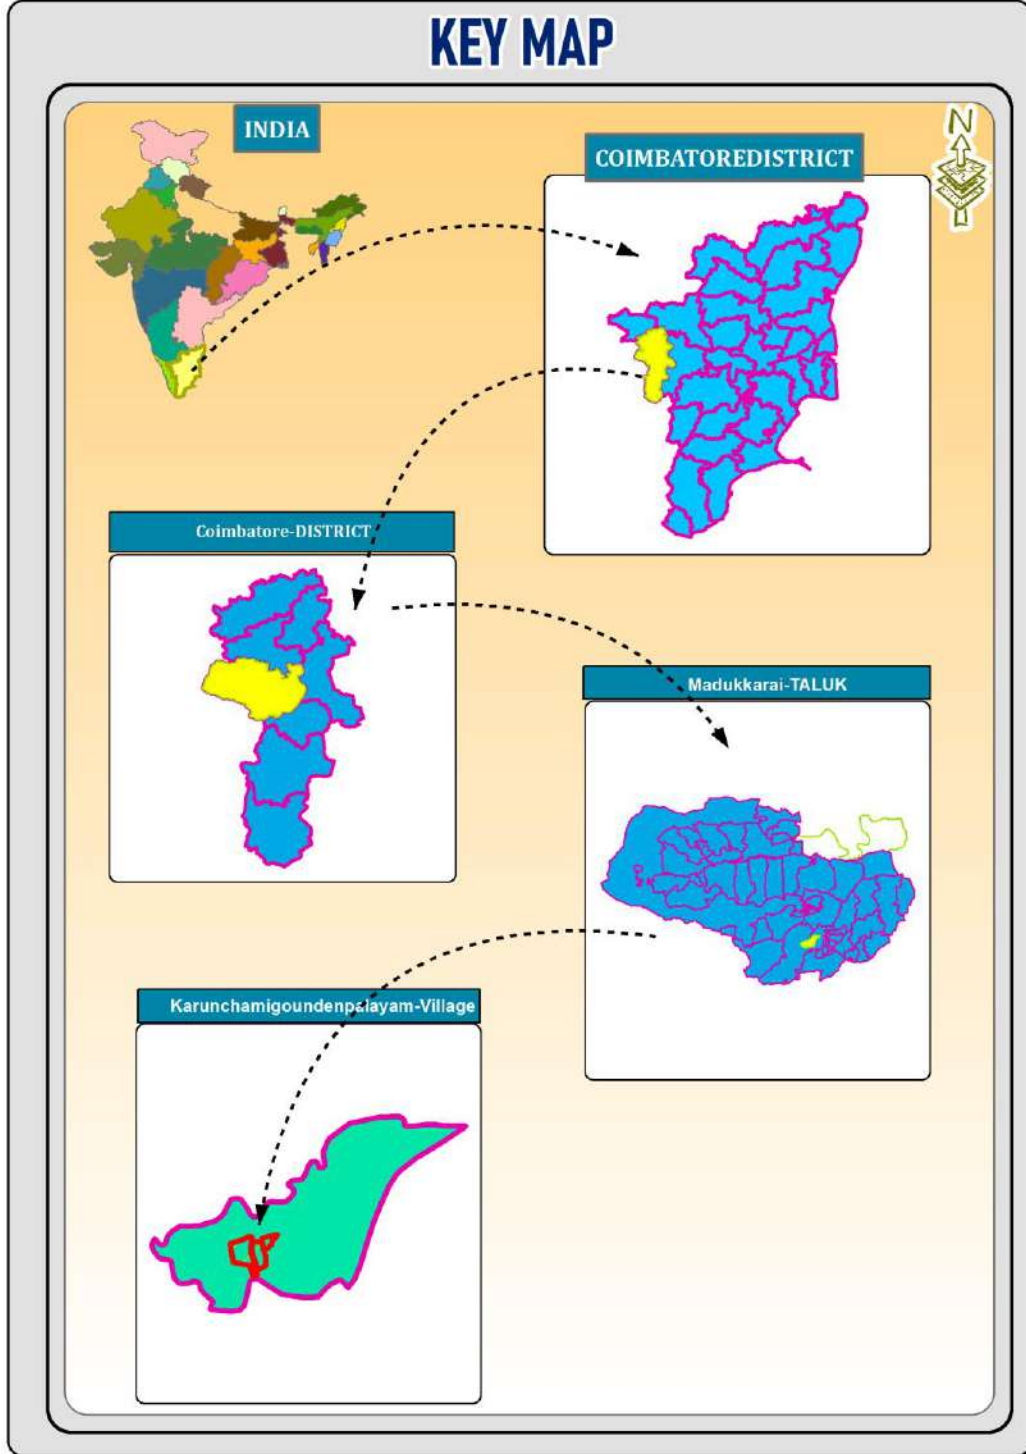 KEY MAP
INDIA
N
COIMBATOREDISTRICT
Coimbatore-DISTRICT
Madukkarai-TALUK
Karunchamigoundenpalayam-Village